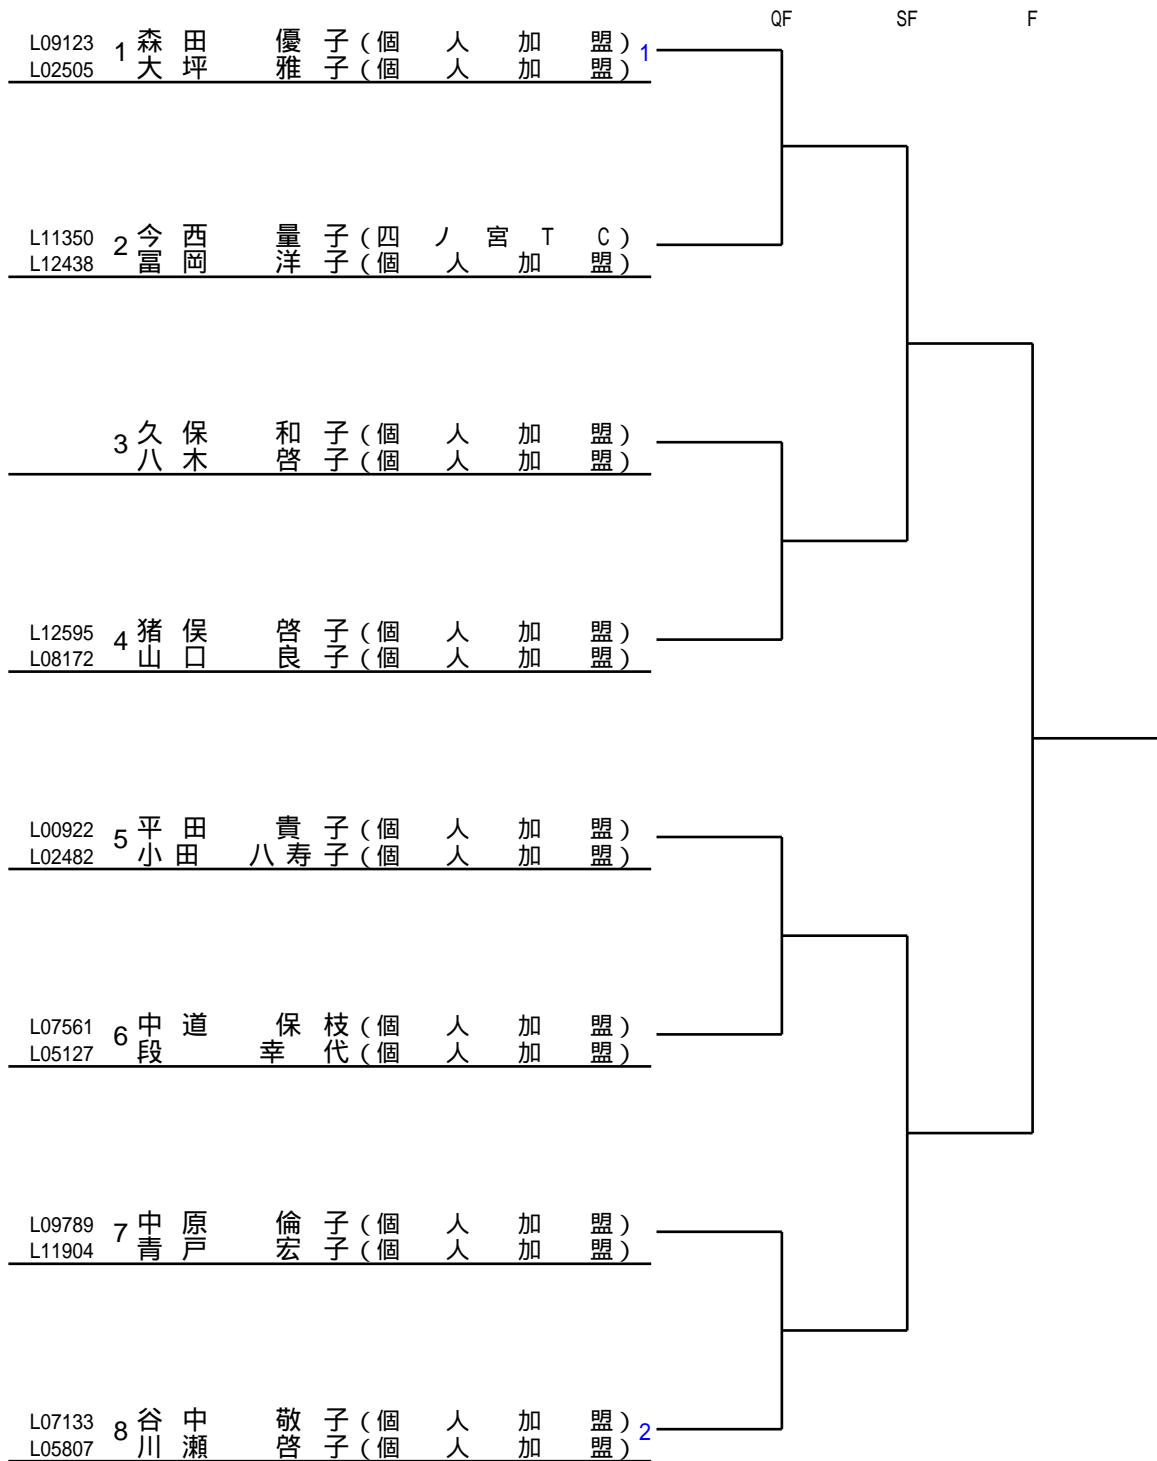 QF SF F
L09123 1 森田 優子(個人加盟) 1
L02505 大坪 雅子(個人加盟)
L11350 2 今西 量子(四ノ宮TC)
L12438 冨岡 洋子(個人加盟)
3 久保 和子(個人加盟)
八木 啓子(個人加盟)
L12595 4 猪俣 啓子(個人加盟)
L08172 山口 良子(個人加盟)
L00922 5 平田 貴子(個人加盟)
L02482 小田 八寿子(個人加盟)
L07561 6 中道 保枝(個人加盟)
L05127 段 幸代(個人加盟)
L09789 7 中原 倫子(個人加盟)
L11904 青戸 宏子(個人加盟)
L07133 8 谷中 敬子(個人加盟) 2
L05807 川瀬 啓子(個人加盟)